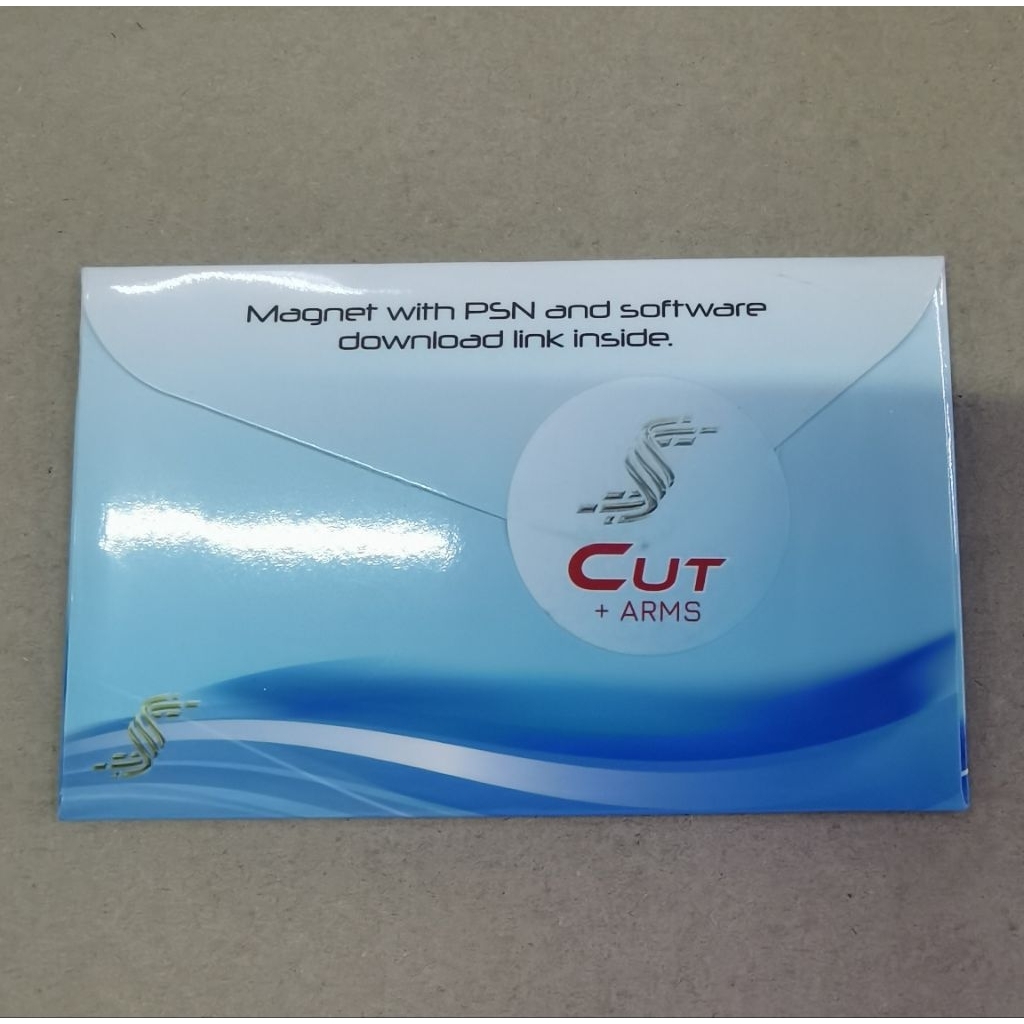 Magnet with PSN and software
download link inside.
CUT
+ ARMS